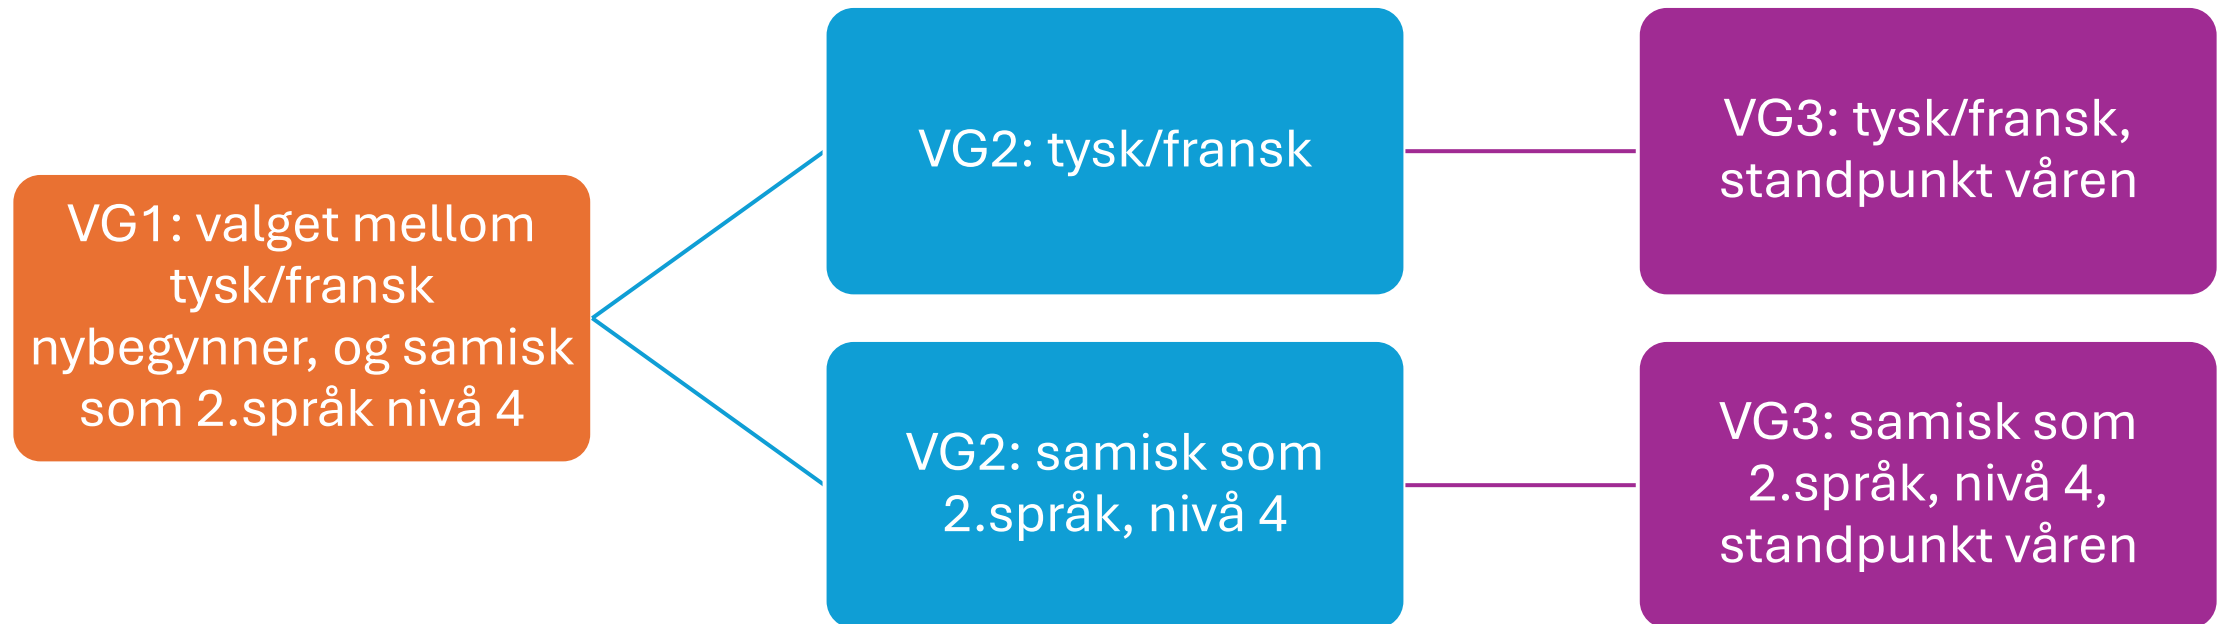 VG1: valget mellom
tysk/fransk
nybegynner, og samisk
som 2.språk nivå 4
VG2: tysk/fransk
VG3: tysk/fransk,
standpunkt våren
VG2: samisk som
2.språk, nivå 4
VG3: samisk som
2.språk, nivå 4,
standpunkt våren